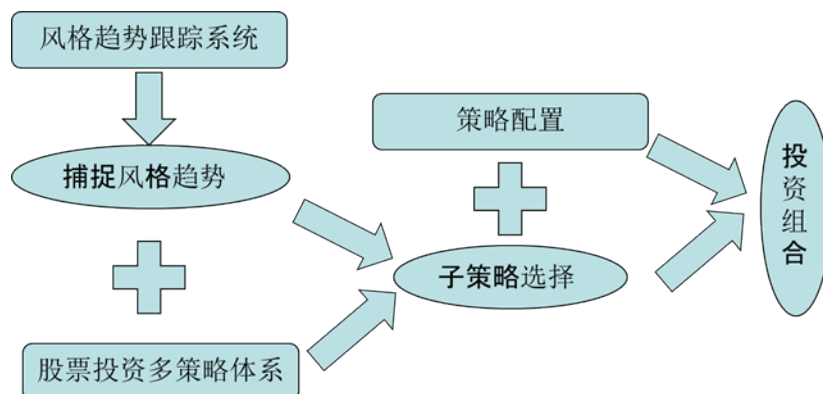 风格趋势跟踪系统
捕捉风格趋势
股票投资多策略体系
策略配置
子策略选择
投资组合